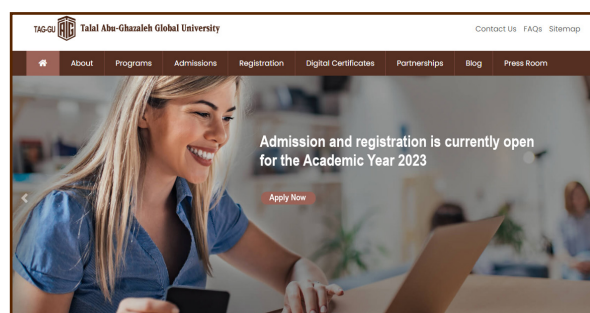 TAG-GU Talal Abu-Ghazaleh Global University
Contact Us FAQs Sitemap
About Programs Admissions Registration Digital Certificates Partnerships Blog Press Room
Admission and registration is currently open
for the Academic Year 2023
Apply Now